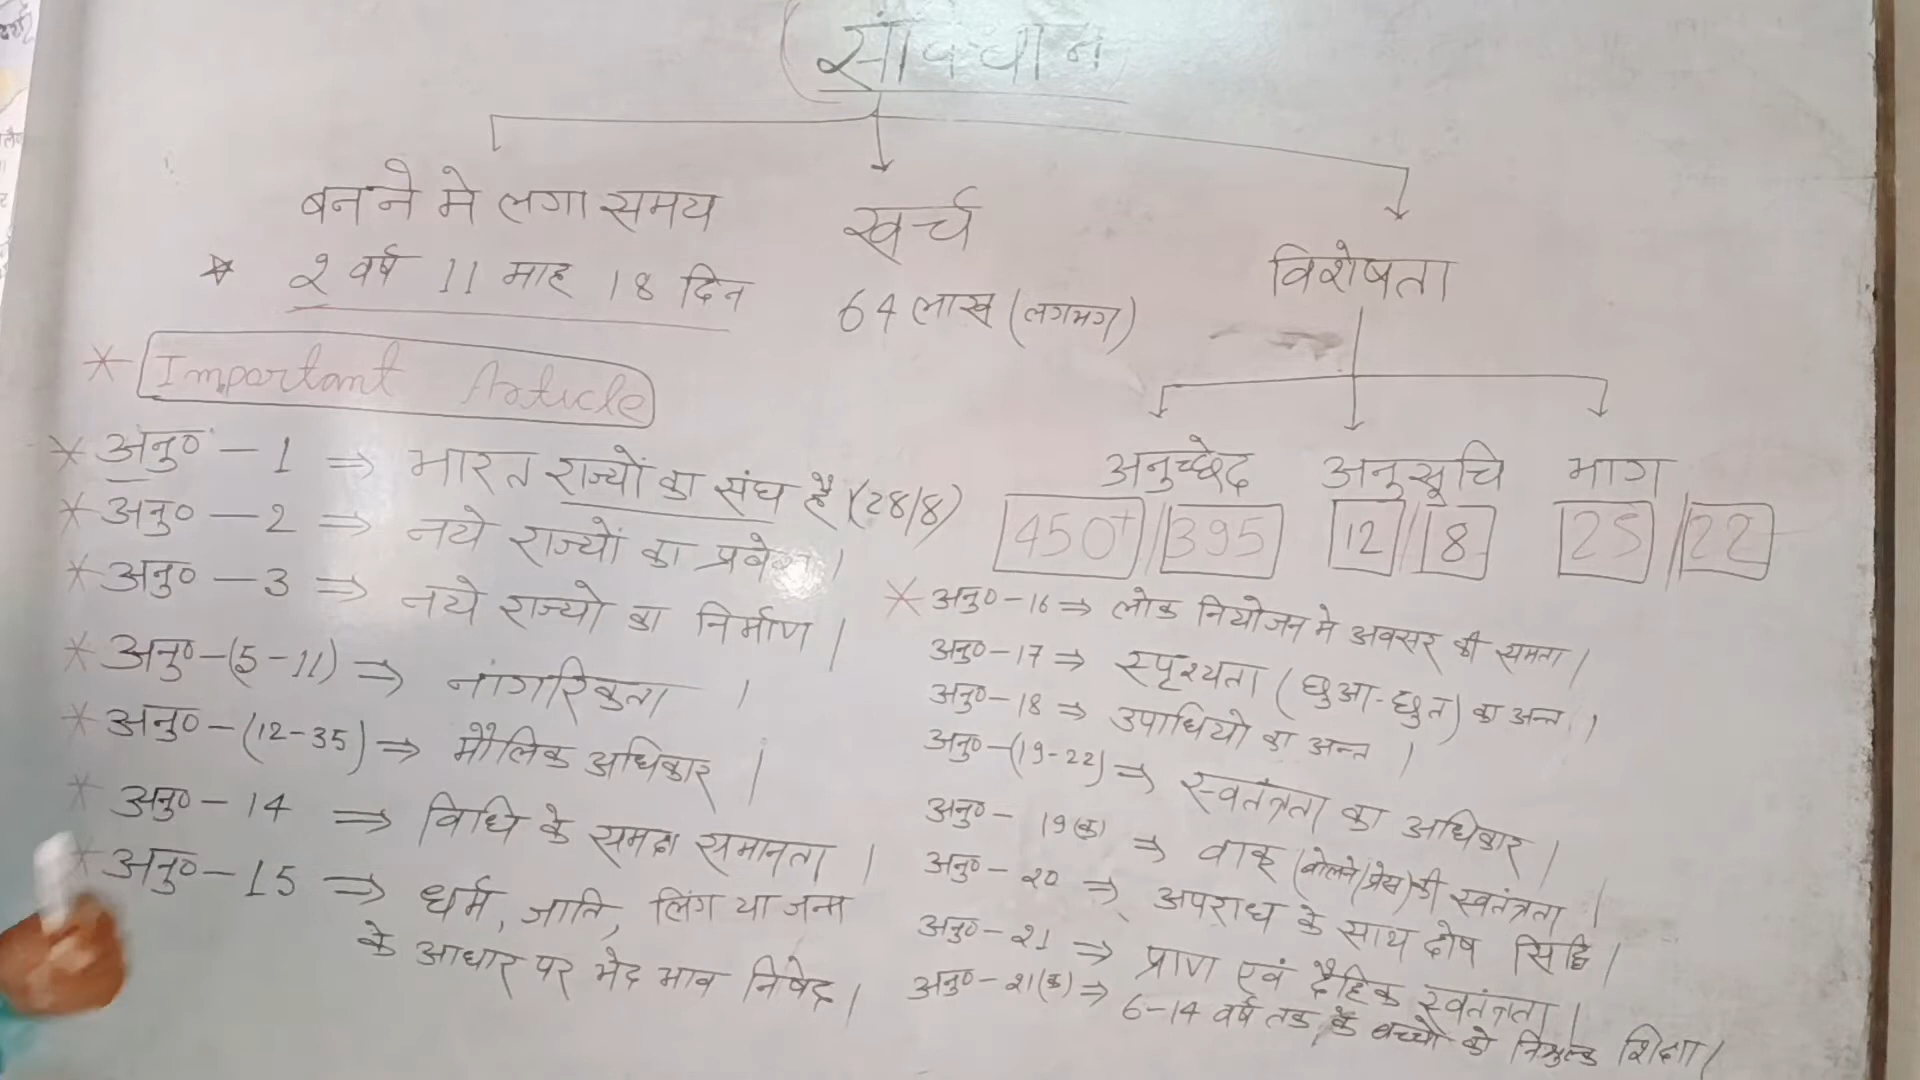 संविधान
बनने मे लगा समय
खर्च
विशेषता
२ वर्ष 11 माह 18 दिन
64 लाख (लगभग)
Important Article
अनु० - 1 ⇒ भारत राज्यों का संघ है (28/8)
अनु० - 2 ⇒ नये राज्यों का
अनु० - 3 ⇒ नये राज्यो का निर्माण |
अनु० - (5-11) ⇒ नागरिकता |
अनु० - (12-35) ⇒ मौलिक अधिकार |
अनु० - 14 ⇒ विधि के समक्ष समानता |
अनु० - 15 ⇒ धर्म, जाति, लिंग या जन्म
के आधार पर भेद भाव निषेद |
अनुच्छेद अनुसूचि भाग
450+ / 395 12 / 8 25 / 22
अनु० - 16 ⇒ लोक नियोजन मे अवसर की समता |
अनु० - 17 ⇒ स्पृश्यता (छुआ-छुत) का अन्त |
अनु० - 18 ⇒ उपाधियो का अन्त |
अनु० - (19-22) ⇒ स्वतंत्रता का अधिकार |
अनु० - 19(क) ⇒ वाक् (बोलने/प्रेस) की स्वतंत्रता |
अनु० - २० ⇒ अपराध के साथ दोष सिद्धि |
अनु० - २1 ⇒ प्राण एवं दैहिक स्वतंत्रता |
अनु० - २1(क) ⇒ 6-14 वर्ष तक के बच्चो को निशुल्क शिक्षा |